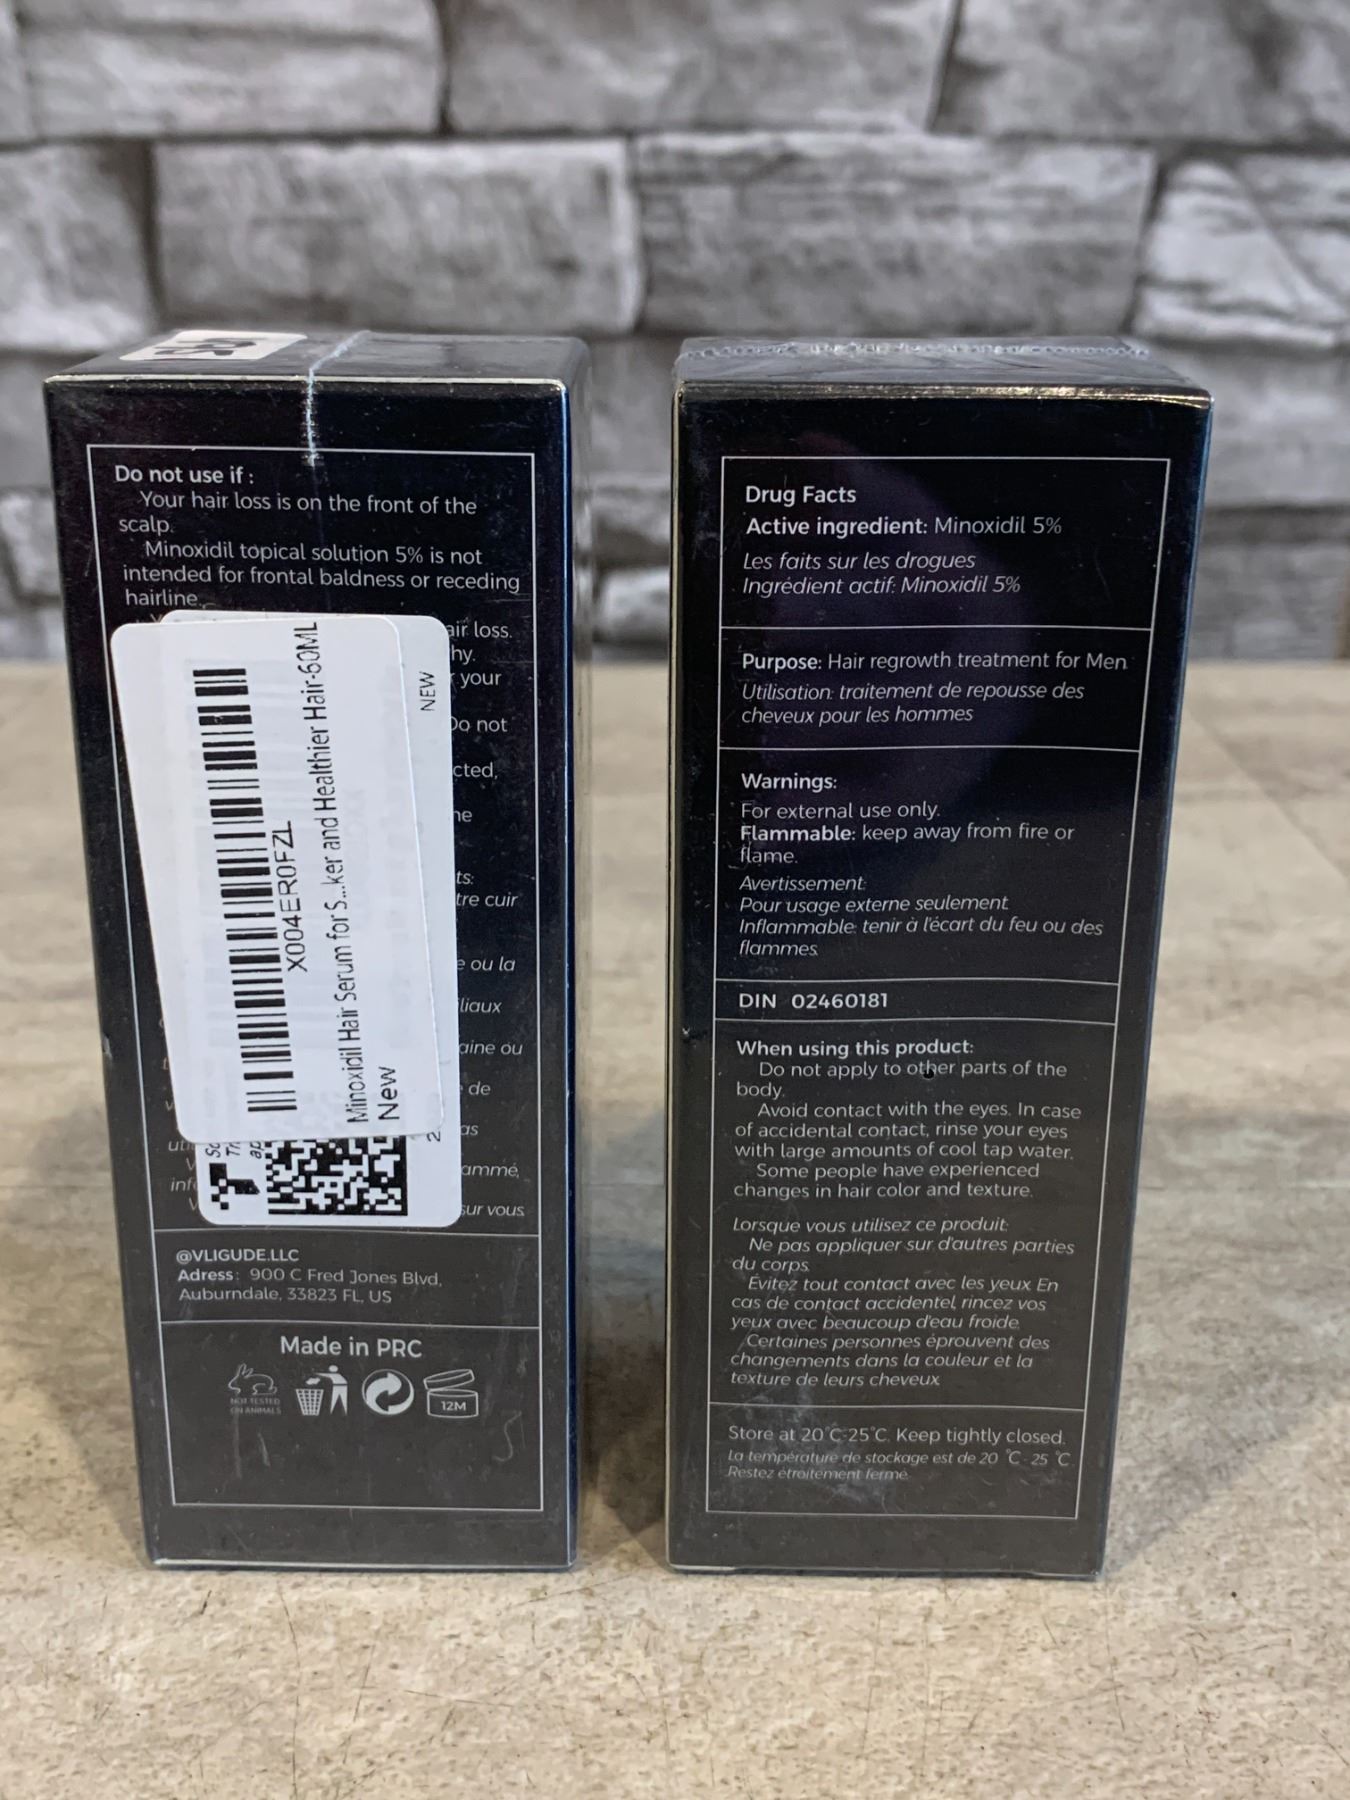 Do not use if :
Your hair loss is on the front of the
scalp.
Minoxidil topical solution 5% is not
intended for frontal baldness or receding
hairline.
air loss.
hy.
your
Do not
cted,
ne
ts:
tre cuir
e ou la
iliaux
aine ou
de
as
ammé,
sur vous
NEW
X004ER0FZL
Minoxidil Hair Serum for S...ker and Healthier Hair-60ML
New
@VLIGUDE.LLC
Adress: 900 C Fred Jones Blvd,
Auburndale, 33823 FL, US
Made in PRC
NOT TESTED
ON ANIMALS
12M
Drug Facts
Active ingredient: Minoxidil 5%
Les faits sur les drogues
Ingrédient actif: Minoxidil 5%
Purpose: Hair regrowth treatment for Men
Utilisation: traitement de repousse des
cheveux pour les hommes
Warnings:
For external use only.
Flammable: keep away from fire or
flame.
Avertissement:
Pour usage externe seulement
Inflammable: tenir à l'écart du feu ou des
flammes
DIN 02460181
When using this product:
Do not apply to other parts of the
body.
Avoid contact with the eyes. In case
of accidental contact, rinse your eyes
with large amounts of cool tap water.
Some people have experienced
changes in hair color and texture.
Lorsque vous utilisez ce produit:
Ne pas appliquer sur d'autres parties
du corps
Évitez tout contact avec les yeux En
cas de contact accidentel, rincez vos
yeux avec beaucoup d'eau froide.
Certaines personnes éprouvent des
changements dans la couleur et la
texture de leurs cheveux
Store at 20°C-25°C. Keep tightly closed.
La température de stockage est de 20 °C - 25 °C
Restez étroitement fermé